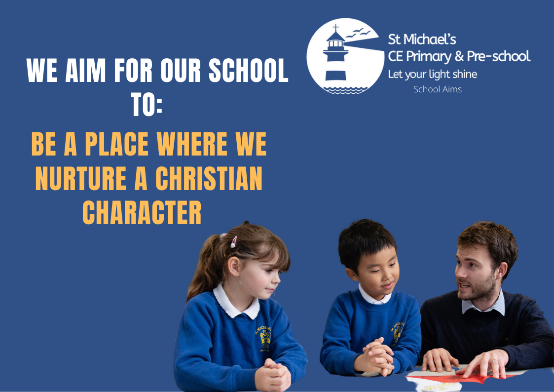 WE AIM FOR OUR SCHOOL
TO:
BE A PLACE WHERE WE
NURTURE A CHRISTIAN
CHARACTER
St Michael's
CE Primary & Pre-school
Let your light shine
School Aims